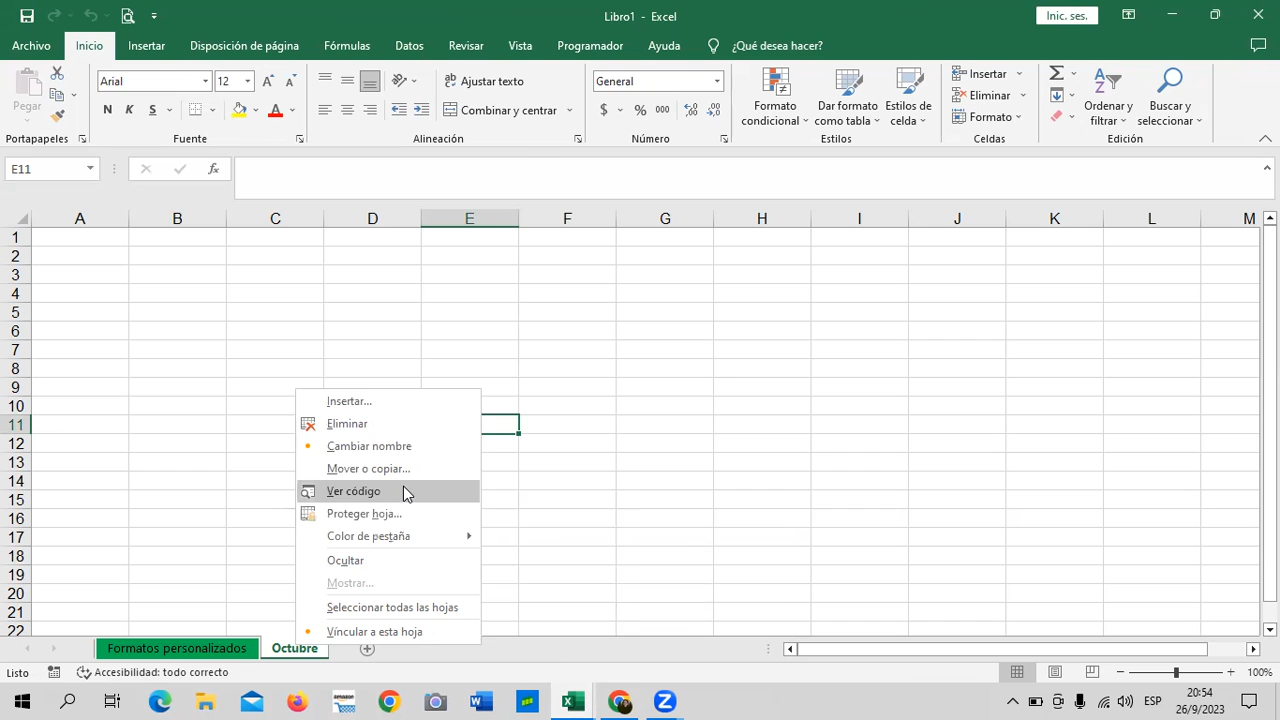 Libro1 - Excel
Inic. ses.
Archivo Inicio Insertar Disposición de página Fórmulas Datos Revisar Vista Programador Ayuda ¿Qué desea hacer?
Pegar
Portapapeles
Arial 12
N K S
Fuente
Ajustar texto
Combinar y centrar
Alineación
General
$ % 000
Número
Formato condicional
Dar formato como tabla
Estilos de celda
Estilos
Insertar
Eliminar
Formato
Celdas
Ordenar y filtrar
Buscar y seleccionar
Edición
E11
fx
A B C D E F G H I J K L M
1
2
3
4
5
6
7
8
9
10
11
12
13
14
15
16
17
18
19
20
21
22
Insertar...
Eliminar
Cambiar nombre
Mover o copiar...
Ver código
Proteger hoja...
Color de pestaña
Ocultar
Mostrar...
Seleccionar todas las hojas
Vincular a esta hoja
Formatos personalizados Octubre
Listo Accesibilidad: todo correcto 100%
amazon
ESP
20:54
26/9/2023